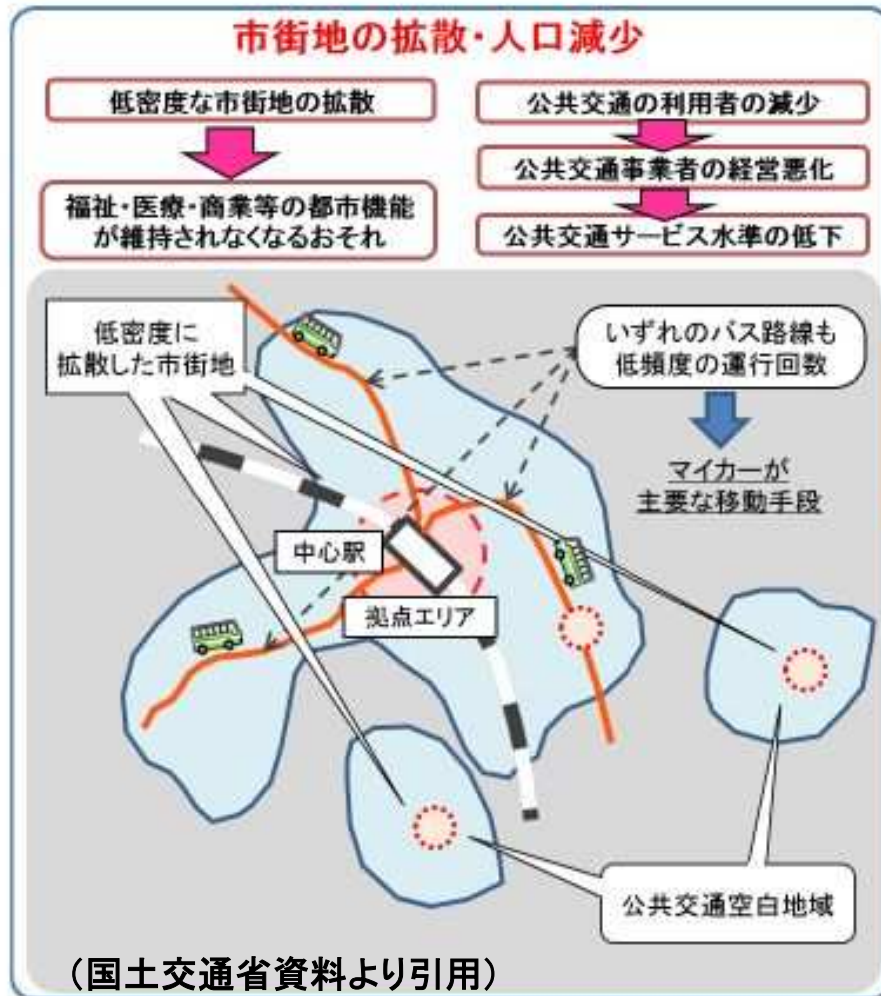 市街地の拡散・人口減少
低密度な市街地の拡散
福祉・医療・商業等の都市機能
が維持されなくなるおそれ
公共交通の利用者の減少
公共交通事業者の経営悪化
公共交通サービス水準の低下
低密度に
拡散した市街地
いずれのバス路線も
低頻度の運行回数
マイカーが
主要な移動手段
中心駅
拠点エリア
公共交通空白地域
(国土交通省資料より引用)